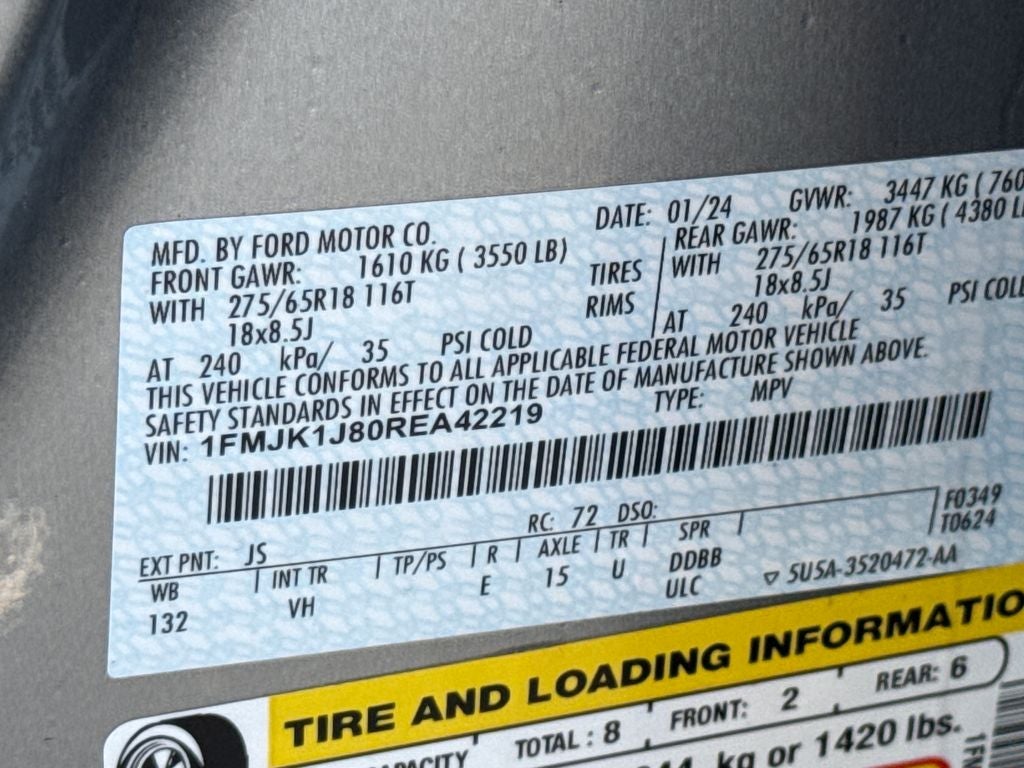 MFD. BY FORD MOTOR CO.
DATE: 01/24 GVWR: 3447 KG ( 760
FRONT GAWR: 1610 KG ( 3550 LB)
REAR GAWR: 1987 KG ( 4380 L
WITH 275/65R18 116T TIRES WITH 275/65R18 116T
18x8.5J RIMS 18x8.5J
AT 240 kPa/ 35 PSI COLD AT 240 kPa/ 35 PSI COLD
THIS VEHICLE CONFORMS TO ALL APPLICABLE FEDERAL MOTOR VEHICLE
SAFETY STANDARDS IN EFFECT ON THE DATE OF MANUFACTURE SHOWN ABOVE.
VIN: 1FMJK1J80REA42219 TYPE: MPV
EXT PNT: JS RC: 72 DSO: F0349
WB INT TR TP/PS R AXLE TR SPR T0624
132 VH E 15 U DDBB
ULC 5U5A-3520472-AA
TIRE AND LOADING INFORMATIO
TOTAL : 8 FRONT: 2 REAR: 6
kg or 1420 lbs.